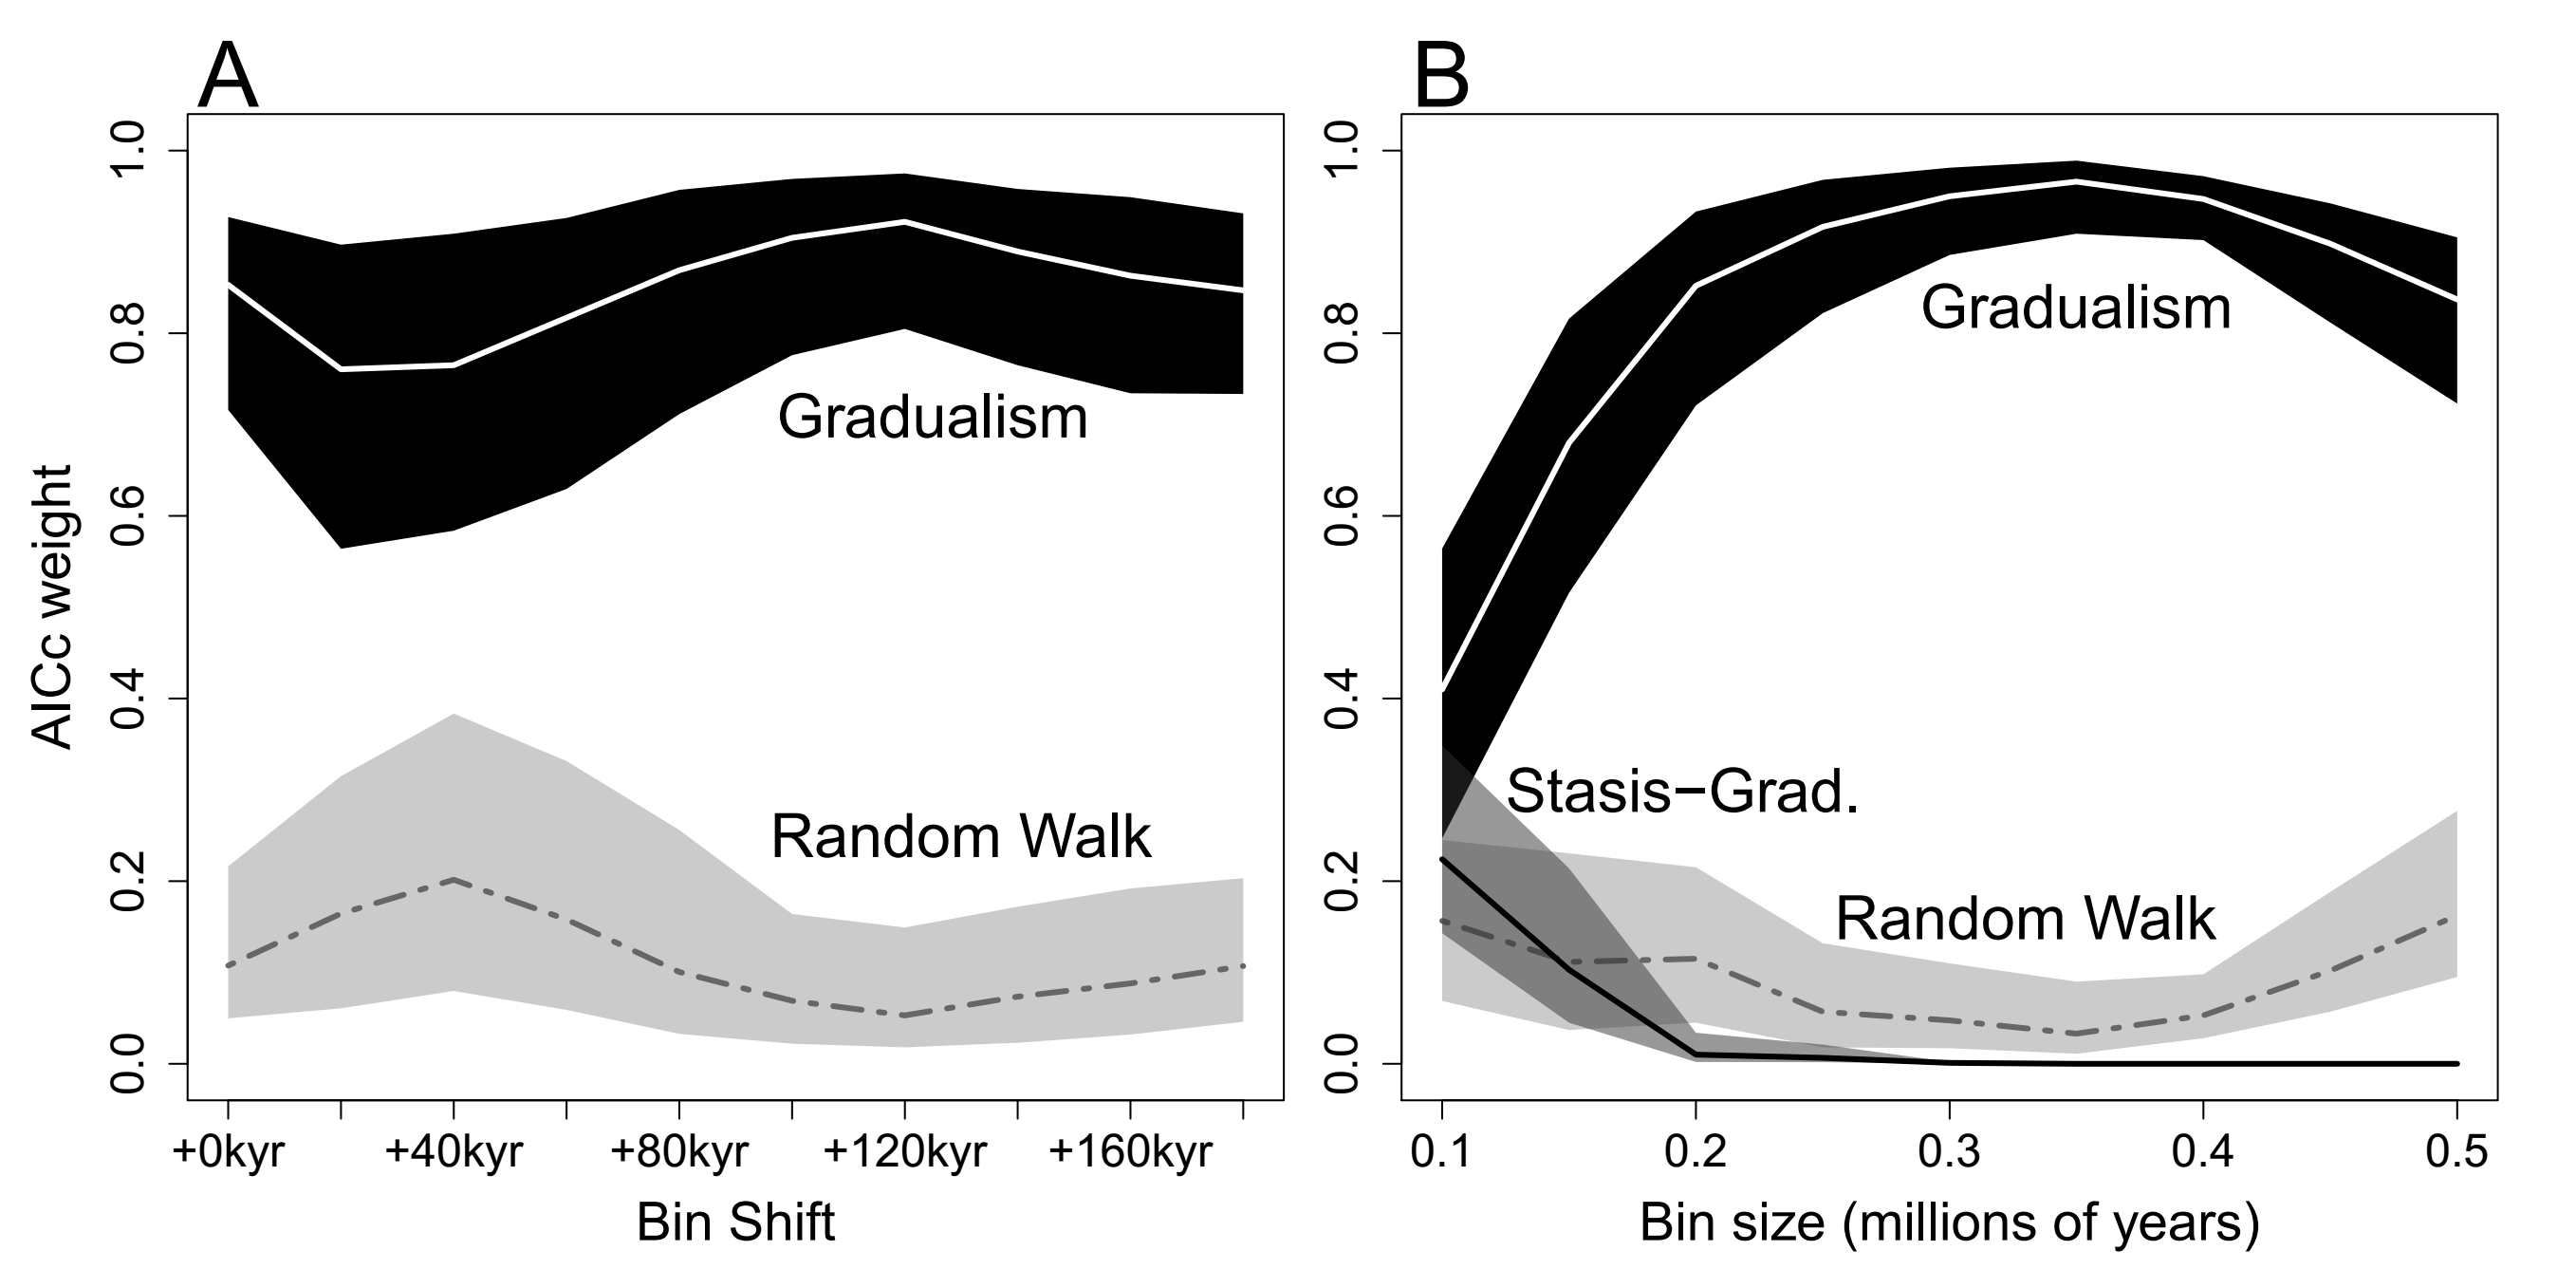 A
AICc weight
1.0
0.8
0.6
0.4
0.2
0.0
Gradualism
Random Walk
+0kyr +40kyr +80kyr +120kyr +160kyr
Bin Shift
B
1.0
0.8
0.6
0.4
0.2
0.0
Gradualism
Stasis−Grad.
Random Walk
0.1 0.2 0.3 0.4 0.5
Bin size (millions of years)